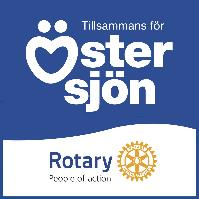 Tillsammans för
Öster
sjön
Rotary
People of action